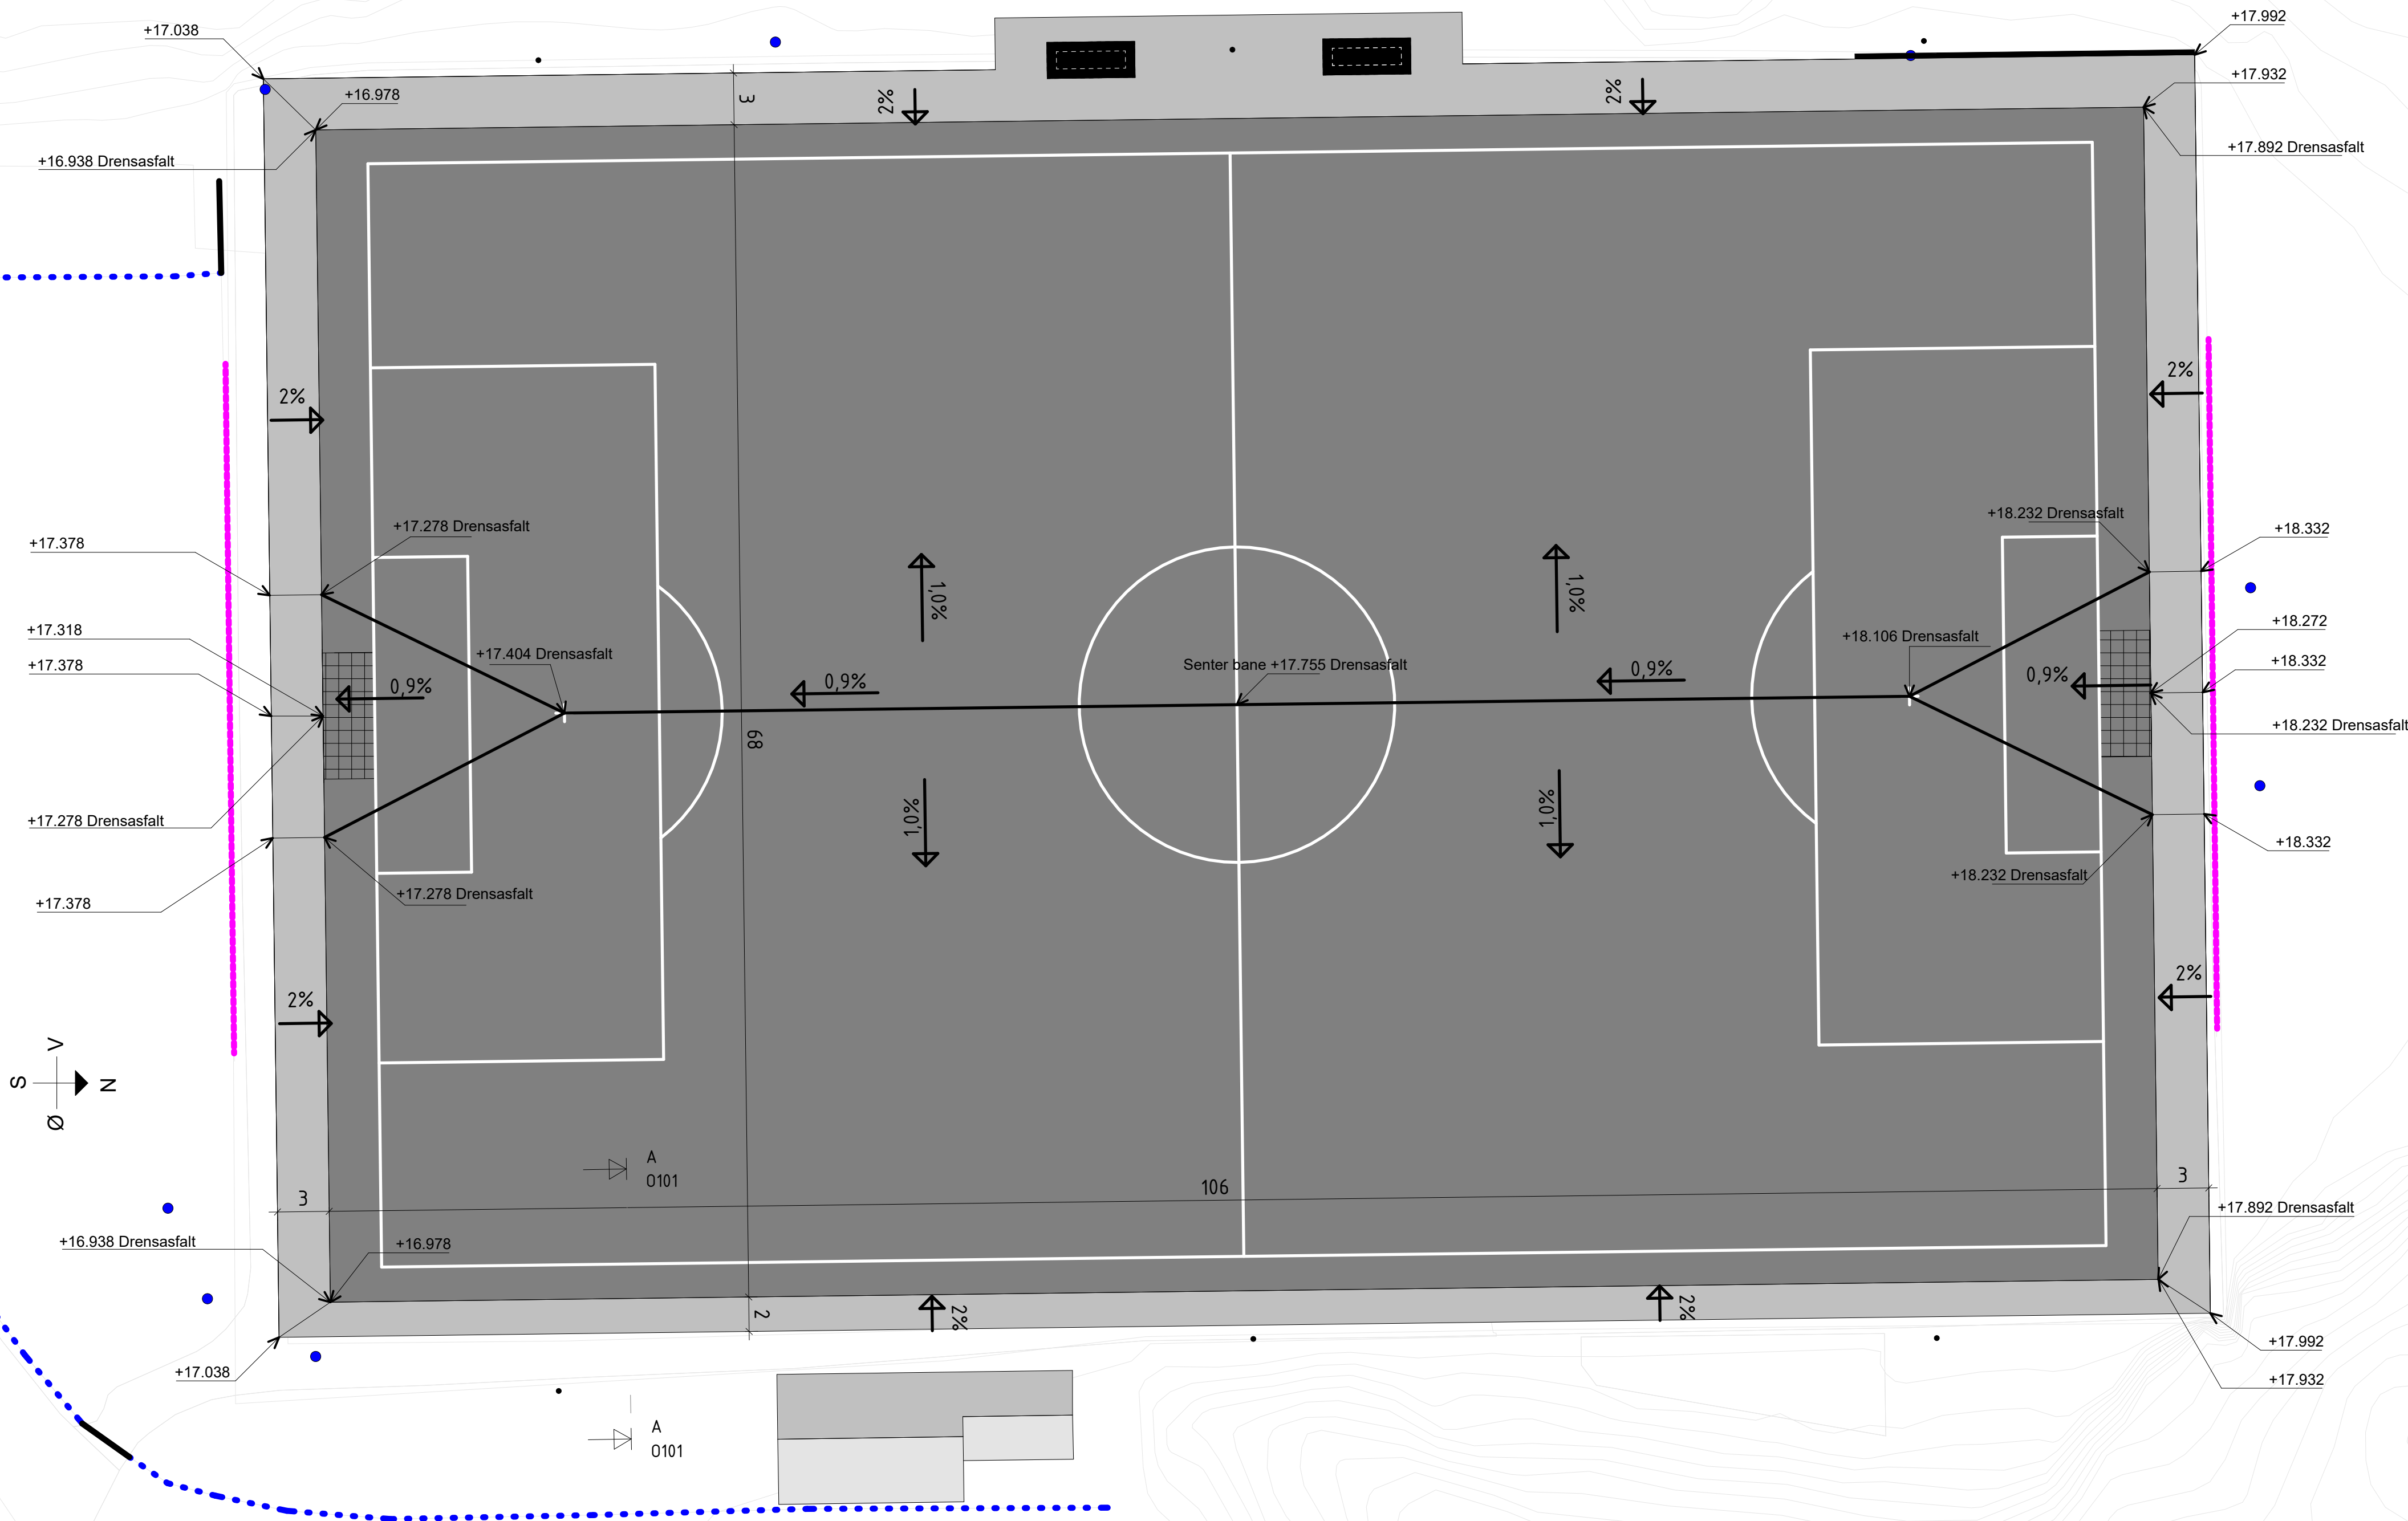 +17.038
+17.992
+16.978
+17.932
3
2%
2%
+16.938 Drensasfalt
+17.892 Drensasfalt
2%
2%
+17.278 Drensasfalt
+18.232 Drensasfalt
+18.332
+17.378
1,0%
1,0%
+17.318
+18.272
+17.404 Drensasfalt
+18.106 Drensasfalt
Senter bane +17.755 Drensasfalt
+17.378
+18.332
0,9%
0,9%
0,9%
0,9%
68
+18.232 Drensasfalt
+17.278 Drensasfalt
1,0%
1,0%
+18.332
+17.278 Drensasfalt
+18.232 Drensasfalt
+17.378
2%
2%
V
S
N
Ø
A
O101
106
3
3
+17.892 Drensasfalt
+16.938 Drensasfalt
+16.978
2
2%
2%
+17.992
+17.038
+17.932
A
O101